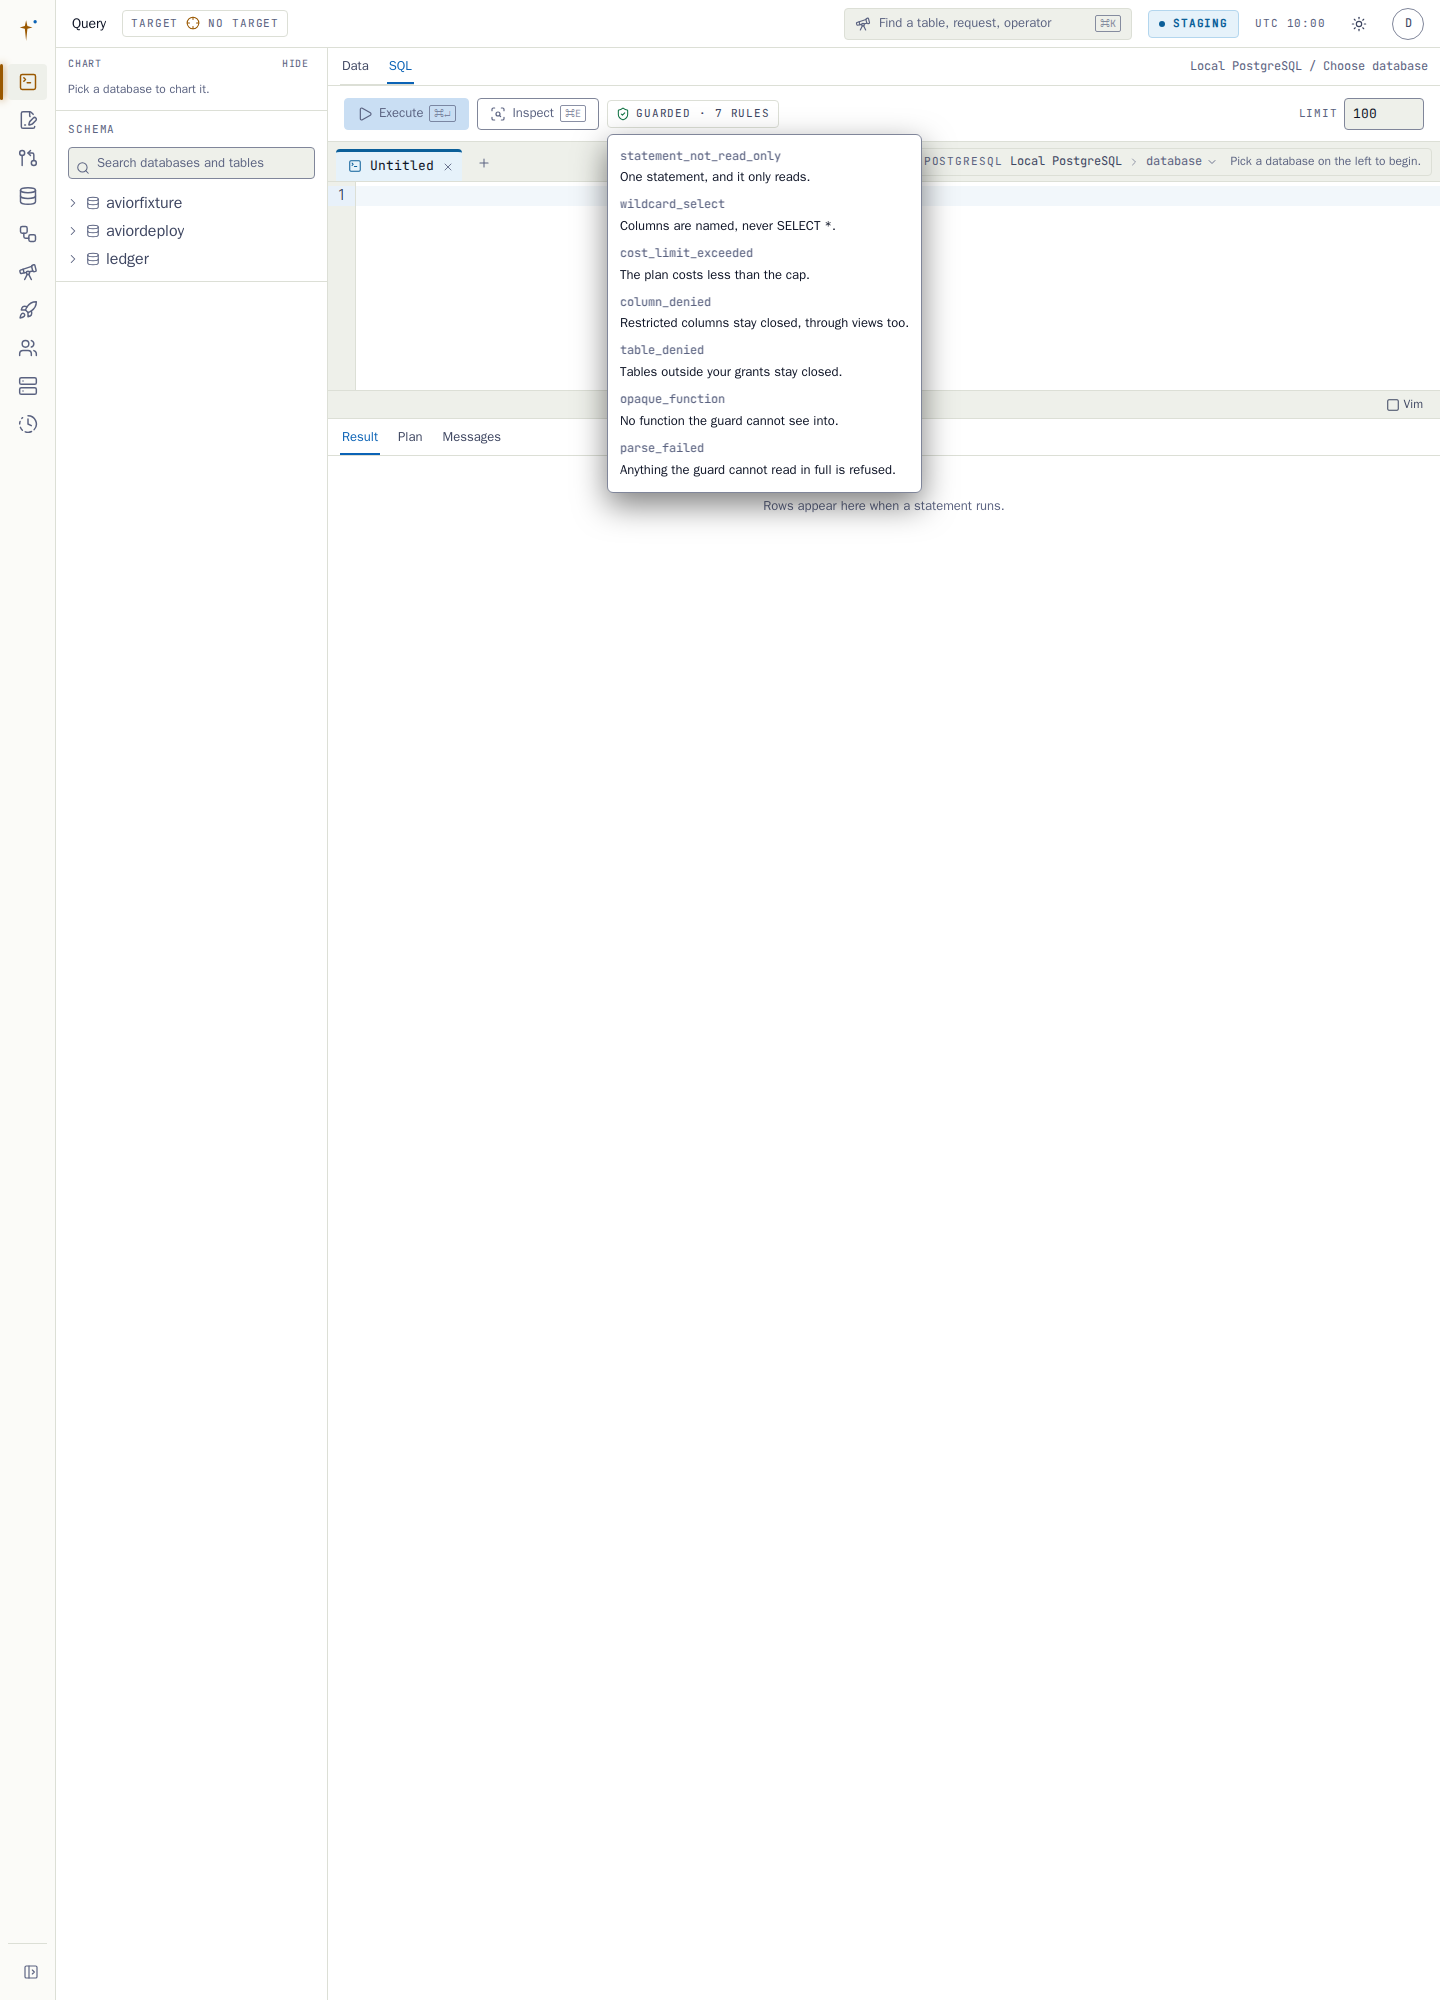 Query
TARGET NO TARGET
Find a table, request, operator ⌘K
STAGING
UTC 10:00
D
CHART HIDE
Pick a database to chart it.
SCHEMA
Search databases and tables
aviorfixture
aviordeploy
ledger
Data SQL
Local PostgreSQL / Choose database
Execute ⌘↵
Inspect ⌘E
GUARDED · 7 RULES
LIMIT 100
Untitled
POSTGRESQL Local PostgreSQL database Pick a database on the left to begin.
1
statement_not_read_only
One statement, and it only reads.
wildcard_select
Columns are named, never SELECT *.
cost_limit_exceeded
The plan costs less than the cap.
column_denied
Restricted columns stay closed, through views too.
table_denied
Tables outside your grants stay closed.
opaque_function
No function the guard cannot see into.
parse_failed
Anything the guard cannot read in full is refused.
Vim
Result Plan Messages
Rows appear here when a statement runs.